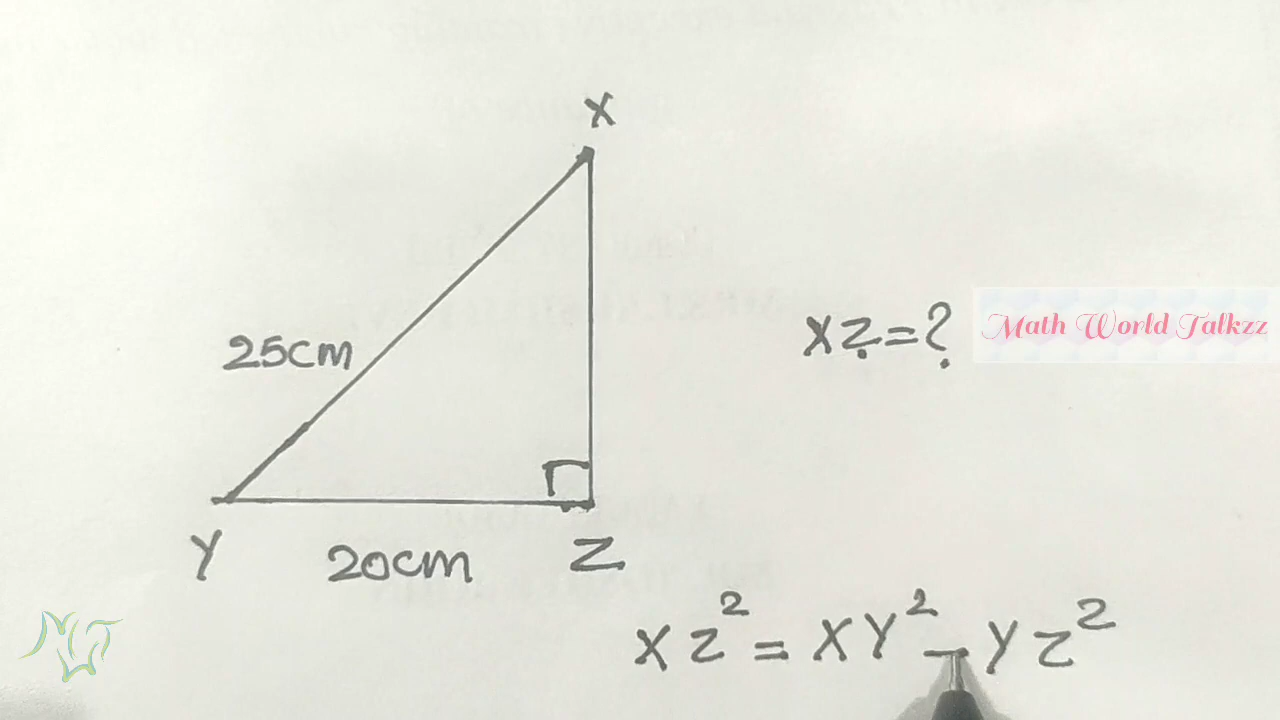 X
25cm
XZ=?
Math World Talkzz
Y
20cm
Z
XZ²=XY²-YZ²